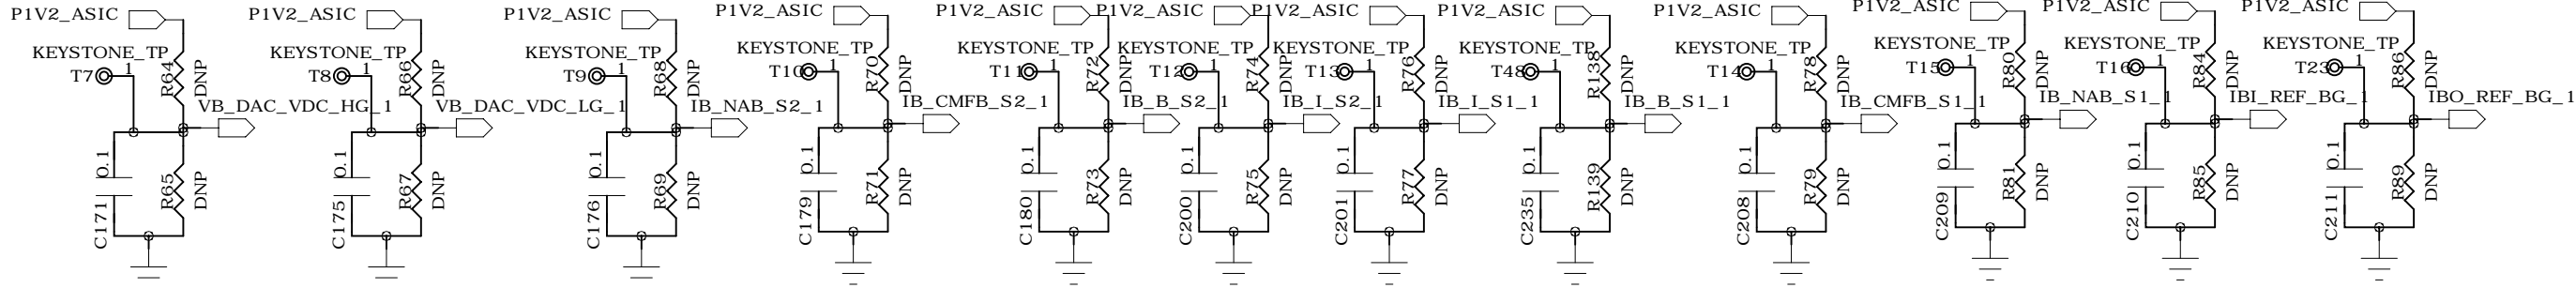 P1V2_ASIC
KEYSTONE_TP
T7 1
R64
DNP
VB_DAC_VDC_HG_1
0.1
C171
R65
DNP
P1V2_ASIC
KEYSTONE_TP
T8 1
R66
DNP
VB_DAC_VDC_LG_1
0.1
C175
R67
DNP
P1V2_ASIC
KEYSTONE_TP
T9 1
R68
DNP
IB_NAB_S2_1
0.1
C176
R69
DNP
P1V2_ASIC
KEYSTONE_TP
T10 1
R70
DNP
IB_CMFB_S2_1
0.1
C179
R71
DNP
P1V2_ASIC
KEYSTONE_TP
T11 1
R72
DNP
IB_B_S2_1
0.1
C180
R73
DNP
P1V2_ASIC
KEYSTONE_TP
T12 1
R74
DNP
IB_I_S2_1
0.1
C200
R75
DNP
P1V2_ASIC
KEYSTONE_TP
T13 1
R76
DNP
IB_I_S1_1
0.1
C201
R77
DNP
P1V2_ASIC
KEYSTONE_TP
T48 1
R138
DNP
IB_B_S1_1
0.1
C235
R139
DNP
P1V2_ASIC
KEYSTONE_TP
T14 1
R78
DNP
IB_CMFB_S1_1
0.1
C208
R79
DNP
P1V2_ASIC
KEYSTONE_TP
T15 1
R80
DNP
IB_NAB_S1_1
0.1
C209
R81
DNP
P1V2_ASIC
KEYSTONE_TP
T16 1
R84
DNP
IBI_REF_BG_1
0.1
C210
R85
DNP
P1V2_ASIC
KEYSTONE_TP
T23 1
R86
DNP
IBO_REF_BG_1
0.1
C211
R89
DNP